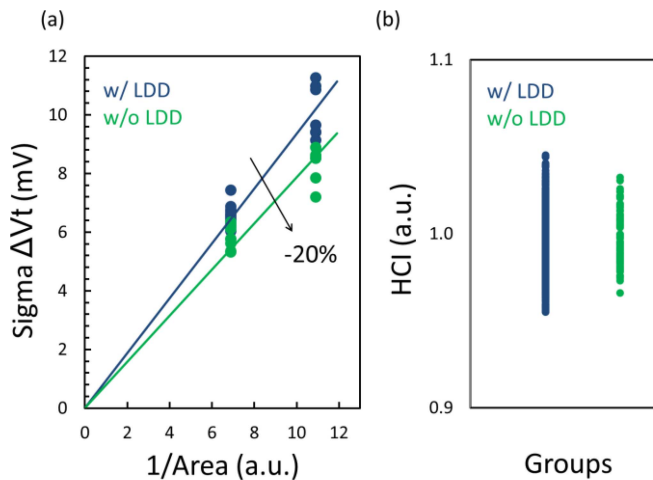 (a)
12
10
8
6
4
2
0
0 2 4 6 8 10 12
Sigma ΔVt (mV)
1/Area (a.u.)
w/ LDD
w/o LDD
-20%
(b)
1.1
1.0
0.9
HCI (a.u.)
w/ LDD
w/o LDD
Groups